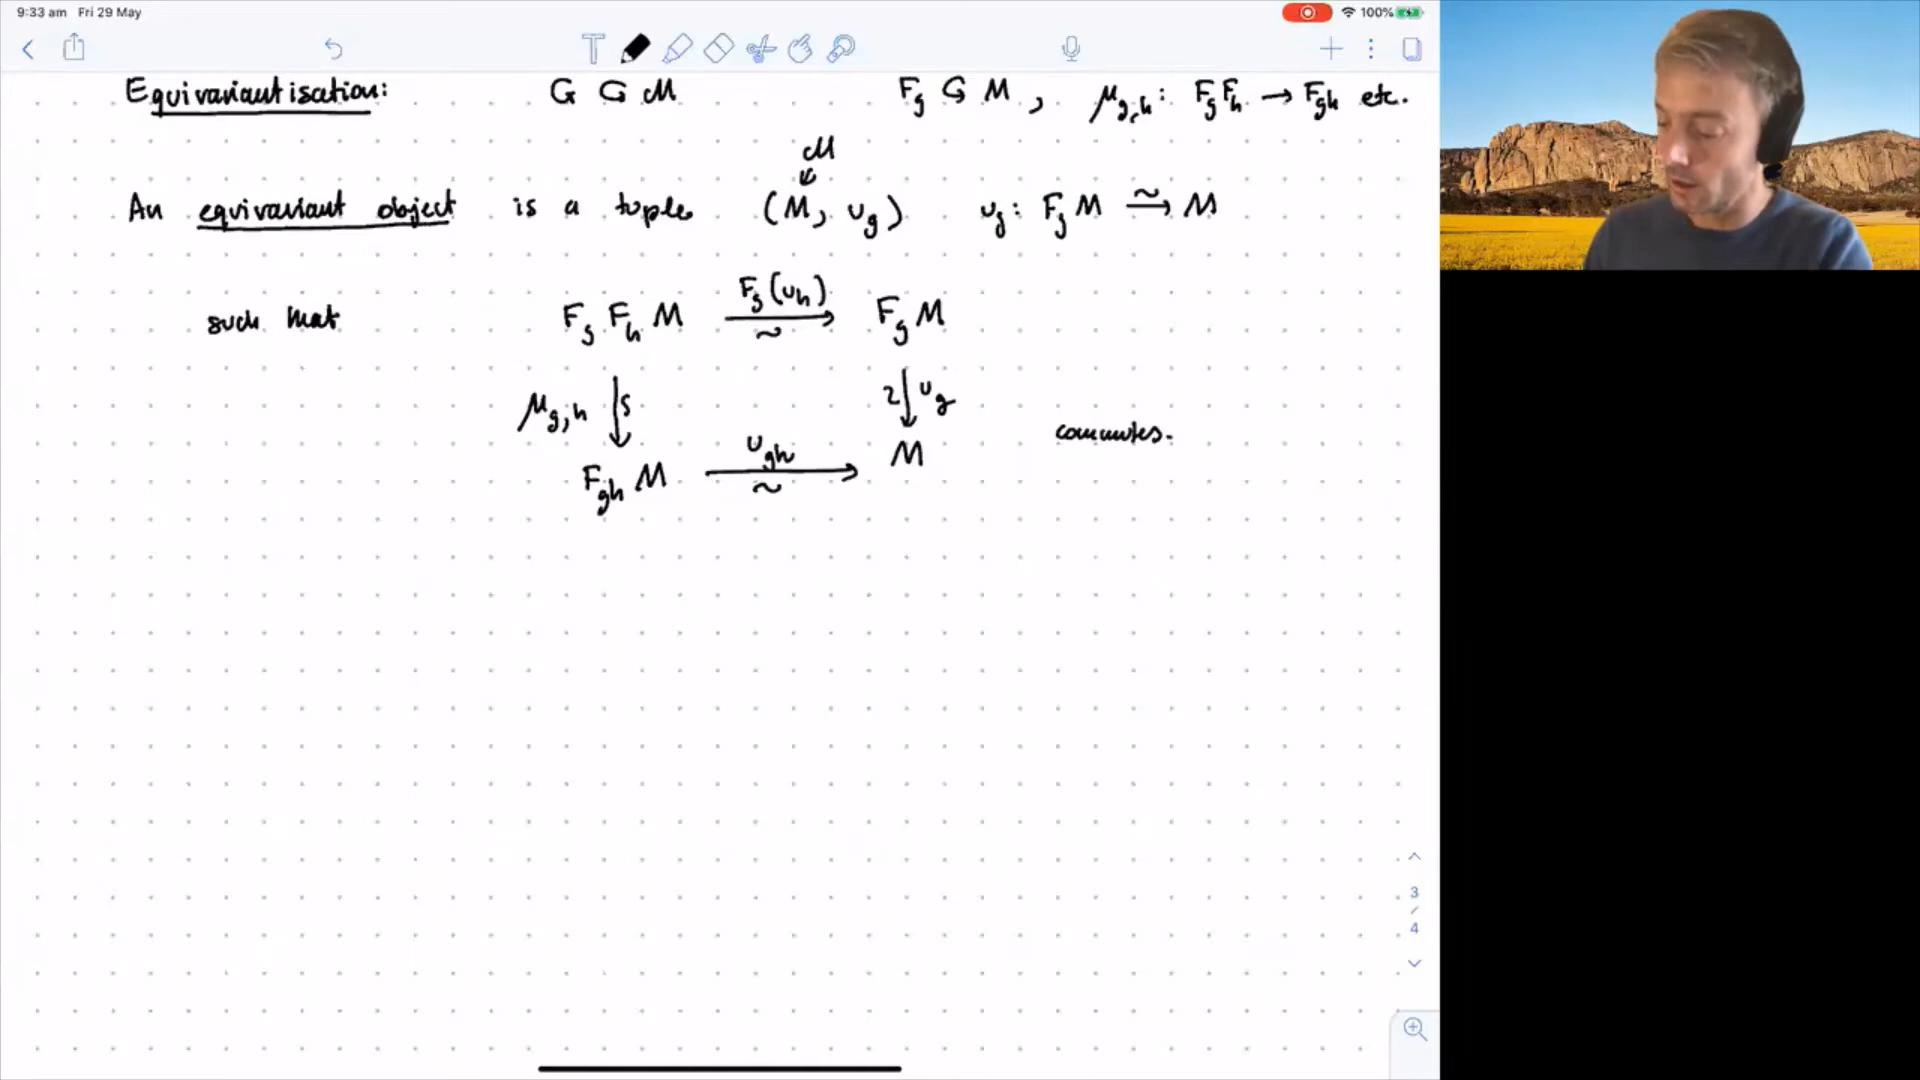 9:33 am Fri 29 May 100%
Equivariantisation: G ↻ M F_g ↻ M, μ_{g,h}: F_g F_h → F_{gh} etc.
M
An equivariant object is a tuple (M, u_g) u_g: F_g M ~→ M
F_g(u_h)
such that F_g F_h M → F_g M
~
μ_{g,h} ↓ ~ ~ ↓ u_g
commutes.
u_{gh}
F_{gh} M → M
~
3
/
4